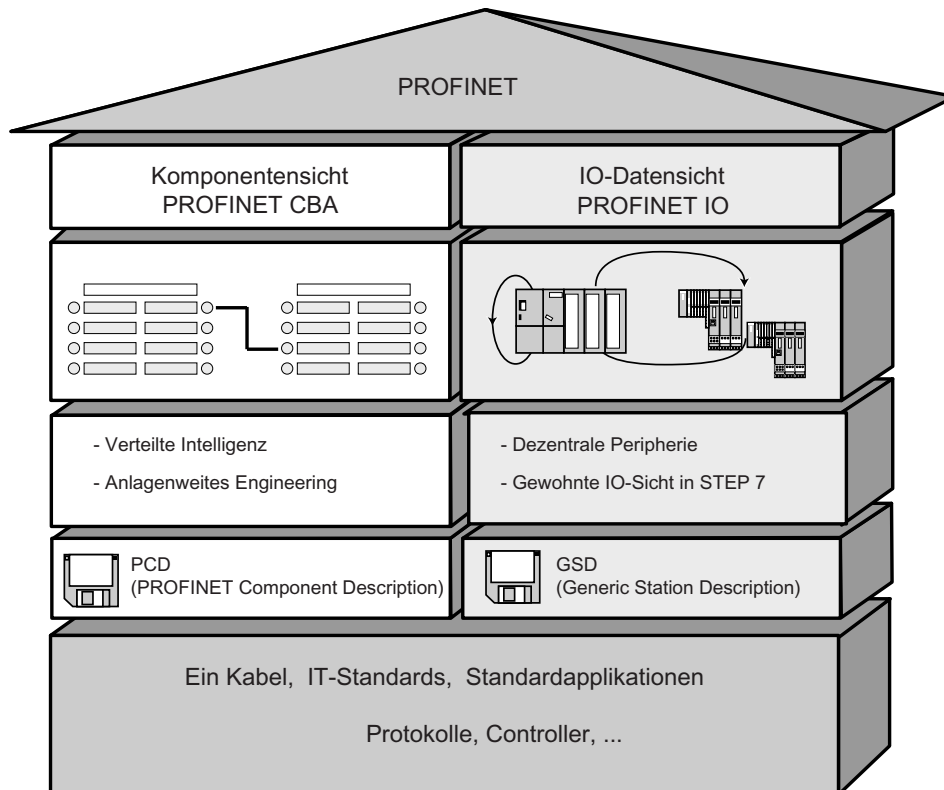 PROFINET
Komponentensicht
PROFINET CBA
IO-Datensicht
PROFINET IO
- Verteilte Intelligenz
- Anlagenweites Engineering
- Dezentrale Peripherie
- Gewohnte IO-Sicht in STEP 7
PCD
(PROFINET Component Description)
GSD
(Generic Station Description)
Ein Kabel, IT-Standards, Standardapplikationen
Protokolle, Controller, ...